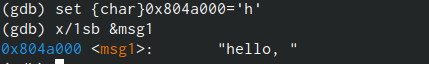 (gdb) set {char}0x804a000='h'
(gdb) x/1sb &msg1
0x804a000 <msg1>:       "hello, "